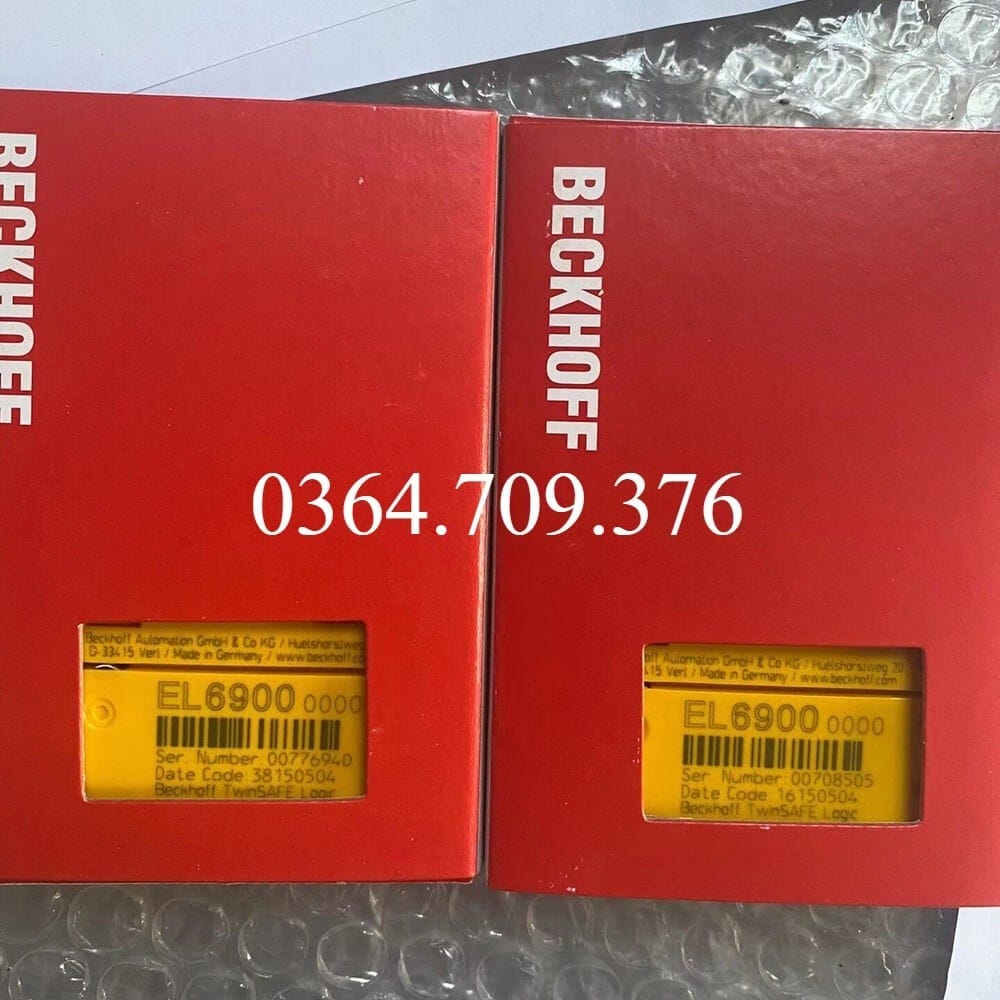 BECKHOFF
BECKHOFF
0364.709.376
Beckhoff Automation GmbH & Co KG / Huelshorstweg
D-33415 Verl / Made in Germany / www.beckhoff.co
EL6900 0000
Ser. Number:00776940
Date Code:38150504
Beckhoff TwinSAFE Logic
off Automation GmbH & Co KG / Huelshorstweg 20
415 Verl / Made in Germany / www.beckhoff.com
EL6900 0000
Ser. Number:00708505
Date Code:16150504
Beckhoff TwinSAFE Logic